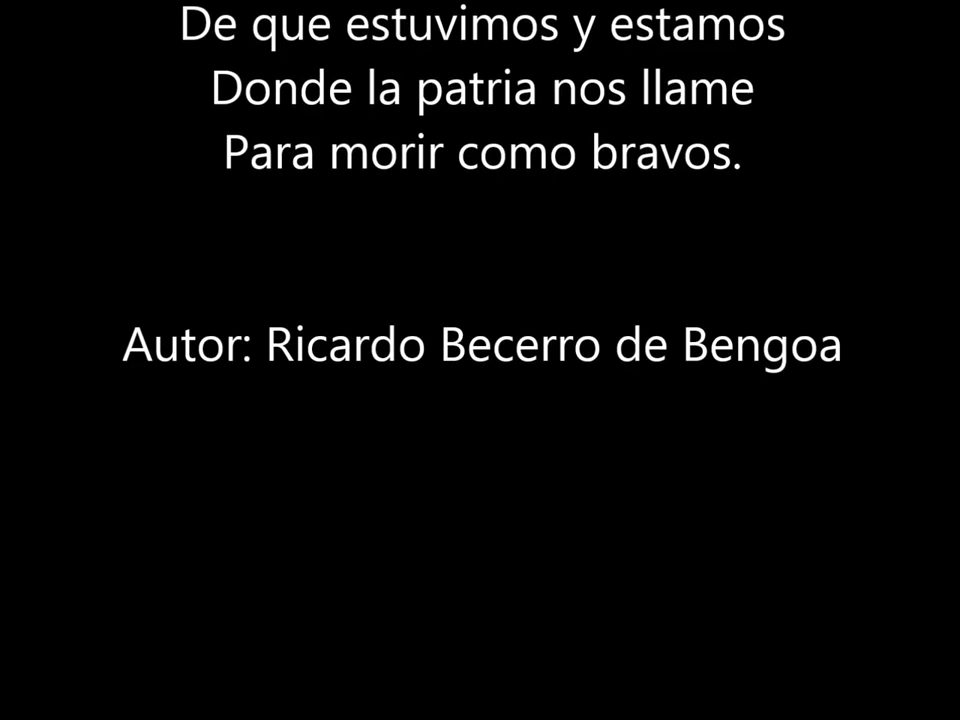 De que estuvimos y estamos
Donde la patria nos llame
Para morir como bravos.
Autor: Ricardo Becerro de Bengoa